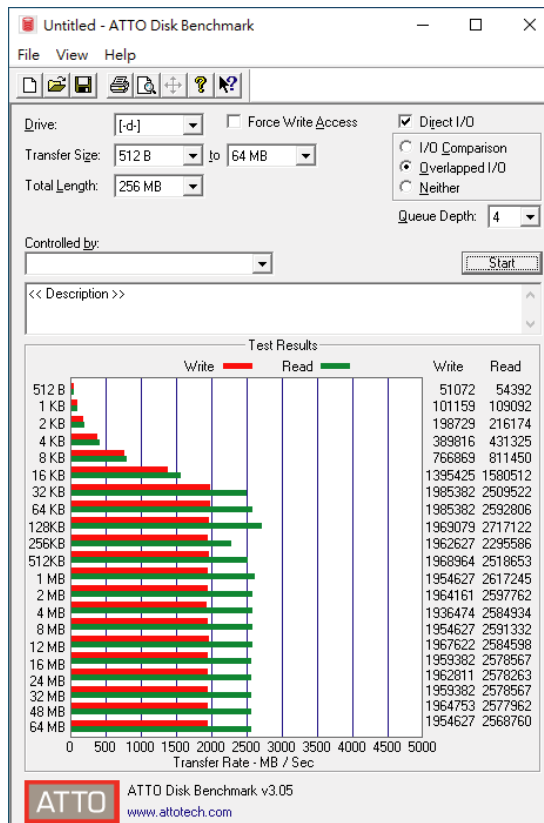 Untitled - ATTO Disk Benchmark
File View Help
Drive: [-d-] Force Write Access Direct I/O
Transfer Size: 512 B to 64 MB I/O Comparison
Overlapped I/O
Total Length: 256 MB Neither
Queue Depth: 4
Controlled by:
Start
<< Description >>
Test Results
Write Read Write Read
512 B 51072 54392
1 KB 101159 109092
2 KB 198729 216174
4 KB 389816 431325
8 KB 766869 811450
16 KB 1395425 1580512
32 KB 1985382 2509522
64 KB 1985382 2592806
128KB 1969079 2717122
256KB 1962627 2295586
512KB 1968964 2518653
1 MB 1954627 2617245
2 MB 1964161 2597762
4 MB 1936474 2584934
8 MB 1954627 2591332
12 MB 1967622 2584598
16 MB 1959382 2578567
24 MB 1962811 2578263
32 MB 1959382 2578567
48 MB 1964753 2577962
64 MB 1954627 2568760
0 500 1000 1500 2000 2500 3000 3500 4000 4500 5000
Transfer Rate - MB / Sec
ATTO ATTO Disk Benchmark v3.05
www.attotech.com